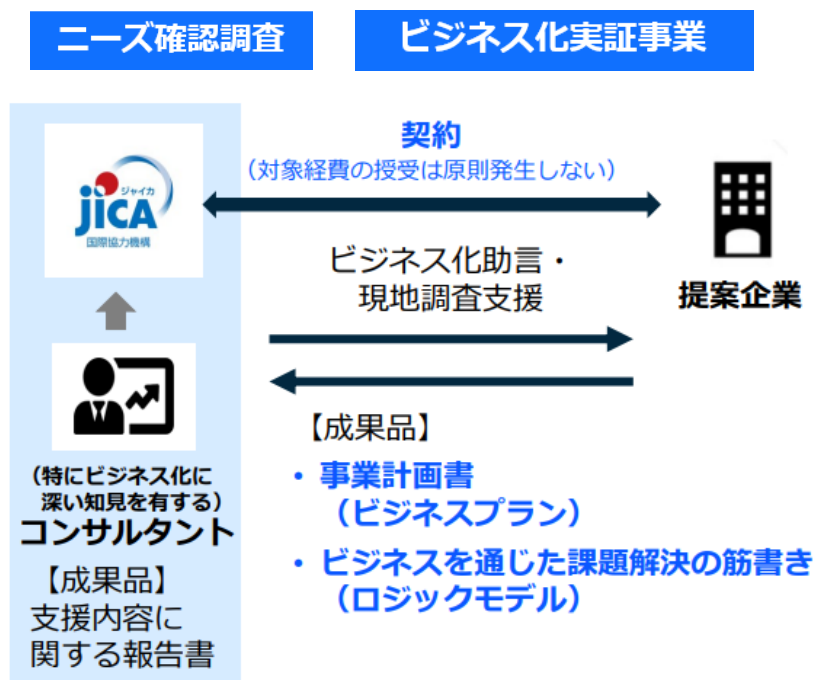 ニーズ確認調査
ビジネス化実証事業
契約
（対象経費の授受は原則発生しない）
ジャイカ
jICA
国際協力機構
提案企業
ビジネス化助言・
現地調査支援
（特にビジネス化に
深い知見を有する）
コンサルタント
【成果品】
支援内容に
関する報告書
【成果品】
・事業計画書
（ビジネスプラン）
・ビジネスを通じた課題解決の筋書き
（ロジックモデル）